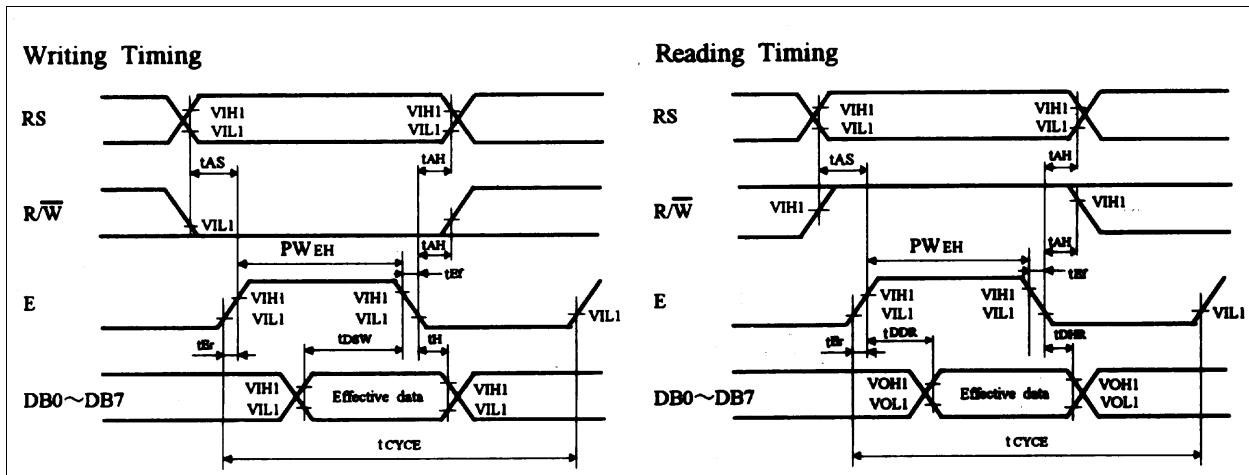 Writing Timing
RS
VIH1
VIL1
VIH1
VIL1
tAS
tAH
R/W̅
VIL1
tAH
PWEH
tEf
E
VIH1
VIL1
VIH1
VIL1
VIL1
tEr
tDSW
tH
DB0～DB7
VIH1
VIL1
Effective data
VIH1
VIL1
tCYCE
Reading Timing
RS
VIH1
VIL1
VIH1
VIL1
tAS
tAH
R/W̅
VIH1
VIH1
tAH
PWEH
tEf
E
VIH1
VIL1
VIH1
VIL1
VIL1
tEr
tDDR
tDHR
DB0～DB7
VOH1
VOL1
Effective data
VOH1
VOL1
tCYCE